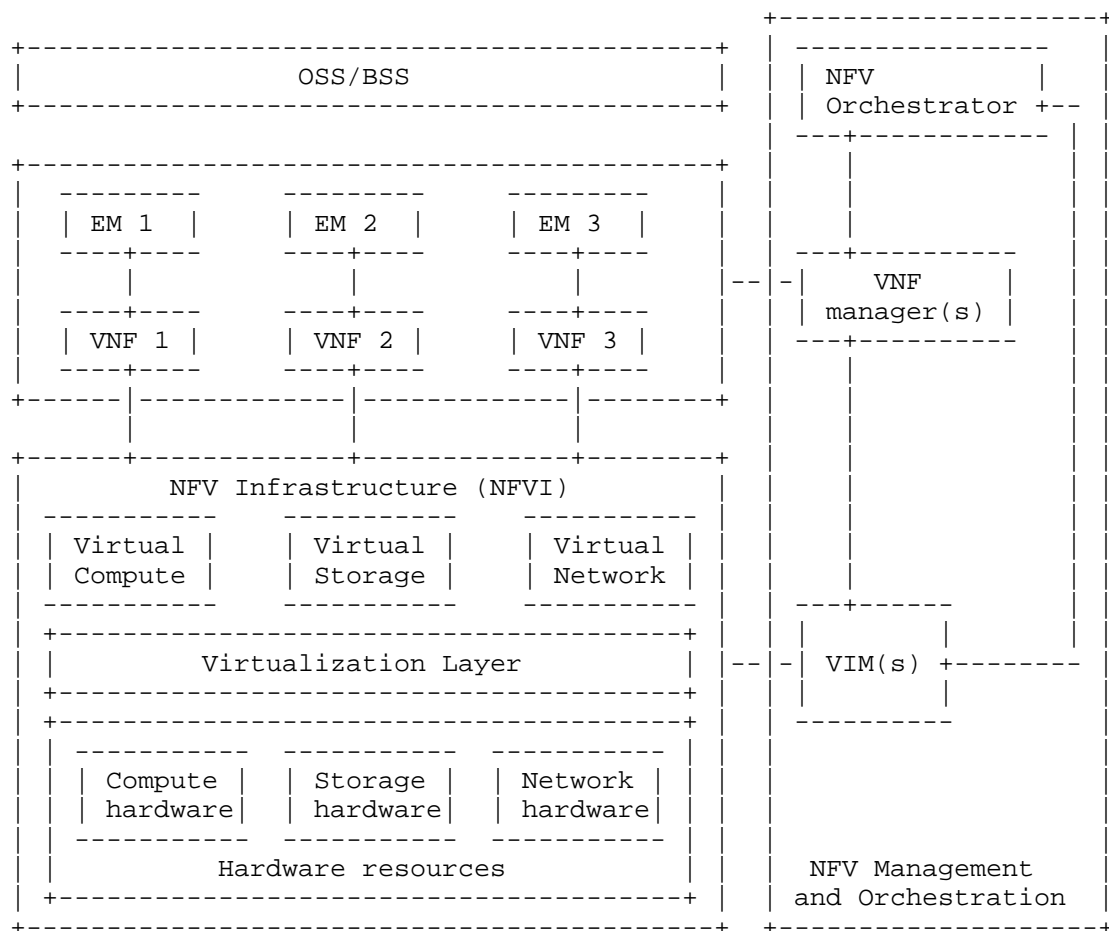 OSS/BSS
NFV
Orchestrator
EM 1
EM 2
EM 3
VNF
manager(s)
VNF 1
VNF 2
VNF 3
NFV Infrastructure (NFVI)
Virtual
Compute
Virtual
Storage
Virtual
Network
Virtualization Layer
VIM(s)
Compute
hardware
Storage
hardware
Network
hardware
Hardware resources
NFV Management
and Orchestration